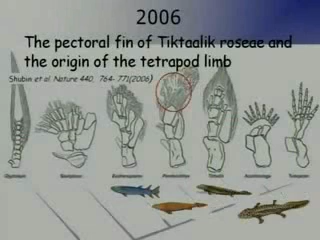 2006
The pectoral fin of Tiktaalik roseae and
the origin of the tetrapod limb
Shubin et al. Nature 440, 764-771(2006)